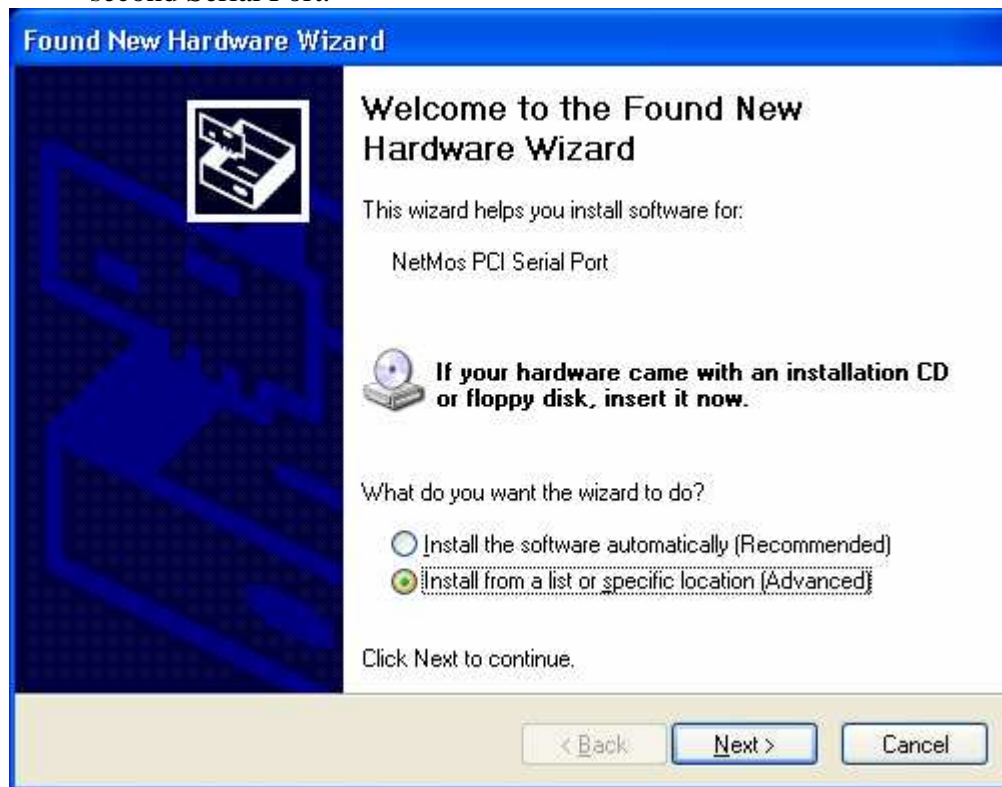 second Serial Port.
Found New Hardware Wizard
Welcome to the Found New
Hardware Wizard
This wizard helps you install software for:
NetMos PCI Serial Port
If your hardware came with an installation CD
or floppy disk, insert it now.
What do you want the wizard to do?
Install the software automatically (Recommended)
Install from a list or specific location (Advanced)
Click Next to continue.
< Back
Next >
Cancel